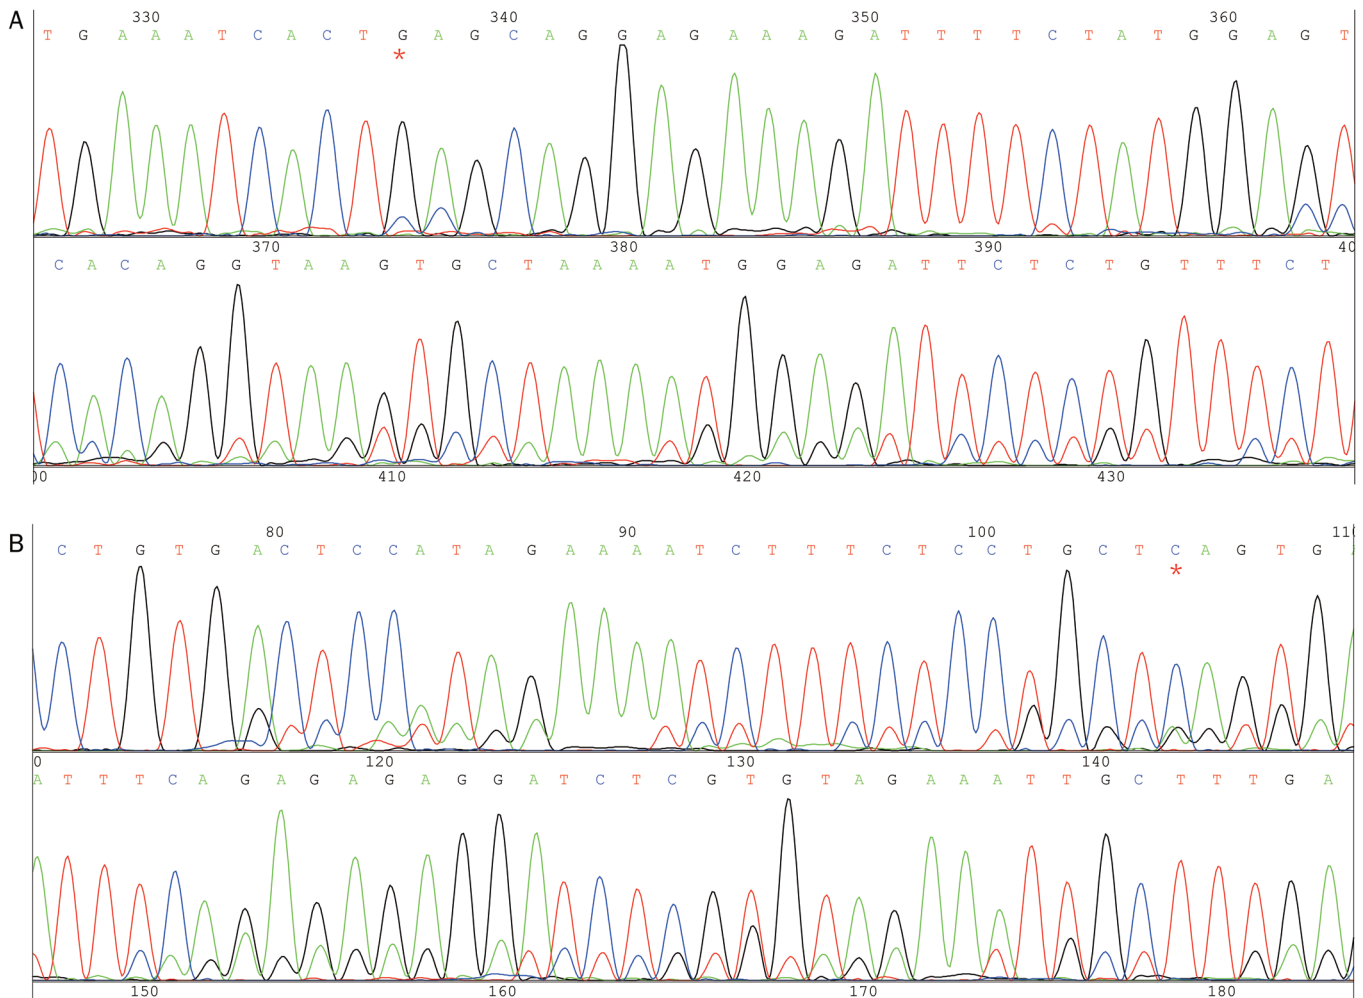 A
330 340 350 360
T G A A A T C A C T G A G C A G G A G A A A G A T T T T C T A T G G A G T
*
370 380 390 40
C A C A G G T A A G T G C T A A A A T G G A G A T T C T C T G T T T C T
00 410 420 430
B
80 90 100 110
C T G T G A C T C C A T A G A A A A T C T T T C T C C T G C T C A G T G
*
0 120 130 140
A T T T C A G A G A G A G G A T C T C G T G T A G A A A T T G C T T T G A
150 160 170 180